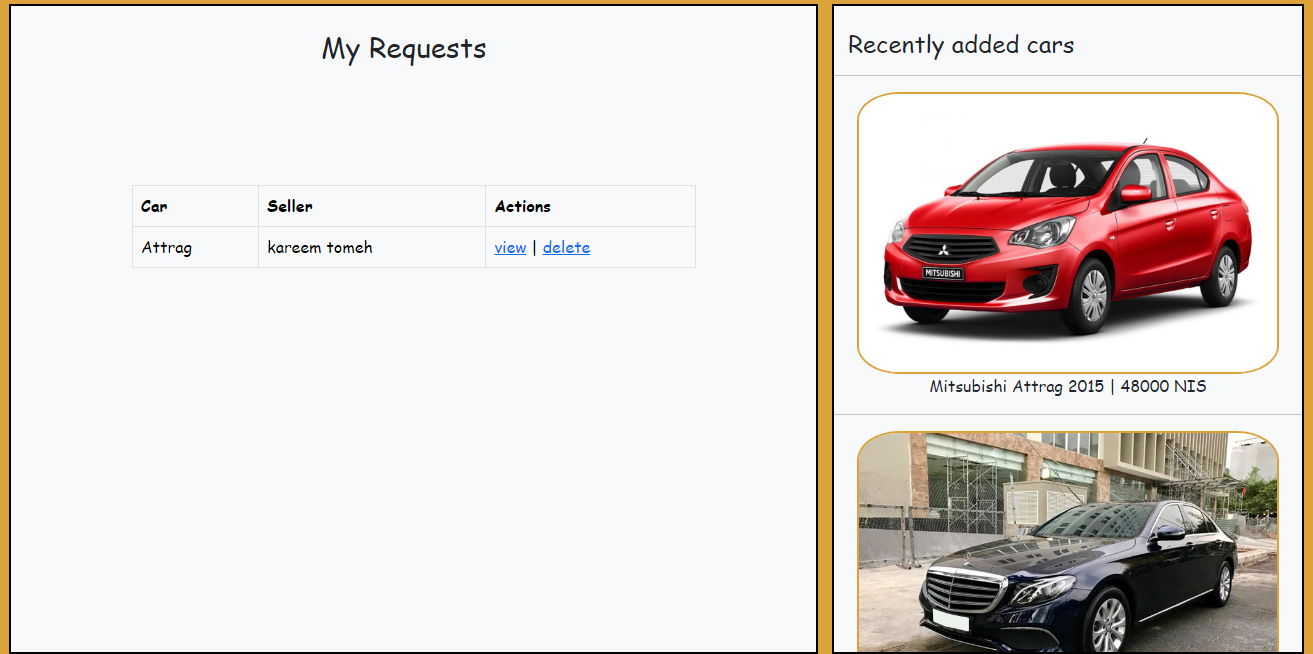 My Requests
Car Seller Actions
Attrag kareem tomeh view | delete
Recently added cars
MITSUBISHI
Mitsubishi Attrag 2015 | 48000 NIS